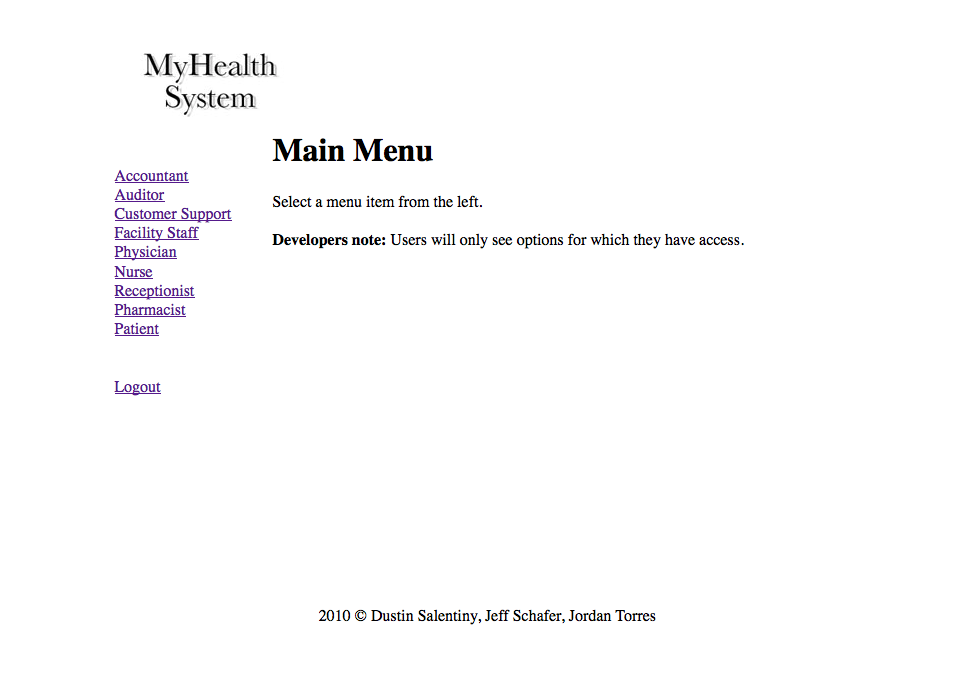 MyHealth
System
Main Menu
Accountant
Auditor
Customer Support
Facility Staff
Physician
Nurse
Receptionist
Pharmacist
Patient
Logout
Select a menu item from the left.
Developers note: Users will only see options for which they have access.
2010 © Dustin Salentiny, Jeff Schafer, Jordan Torres